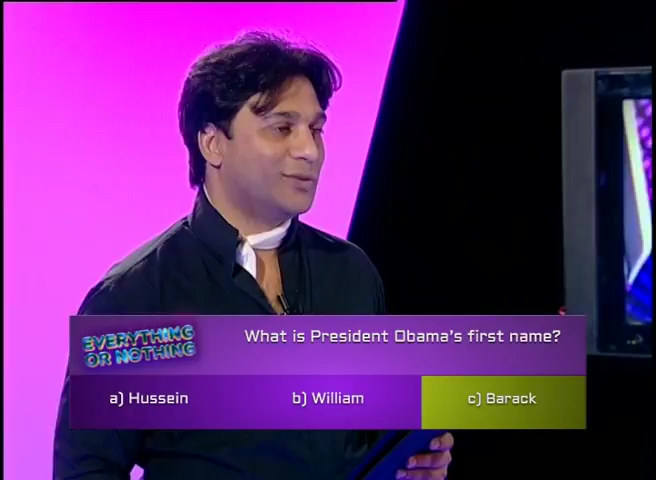 EVERYTHING
OR NOTHING
What is President Obama's first name?
a) Hussein
b) William
c) Barack